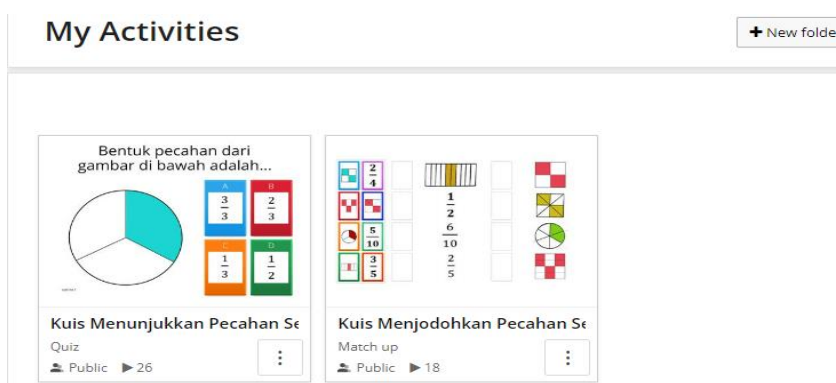 My Activities
+ New folde
Bentuk pecahan dari
gambar di bawah adalah...
A B
3/3 2/3
C D
1/3 1/2
2/4
1/2
5/10 6/10
3/5 2/5
Kuis Menunjukkan Pecahan Se
Quiz
Public 26
Kuis Menjodohkan Pecahan Se
Match up
Public 18